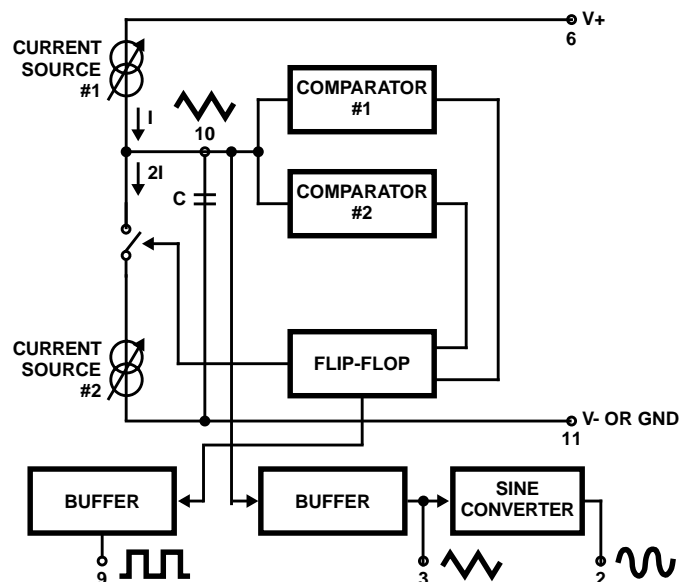 V+
6
CURRENT
SOURCE
#1
I
10
COMPARATOR
#1
2I
C
COMPARATOR
#2
CURRENT
SOURCE
#2
FLIP-FLOP
V- OR GND
11
BUFFER
BUFFER
SINE
CONVERTER
9
3
2